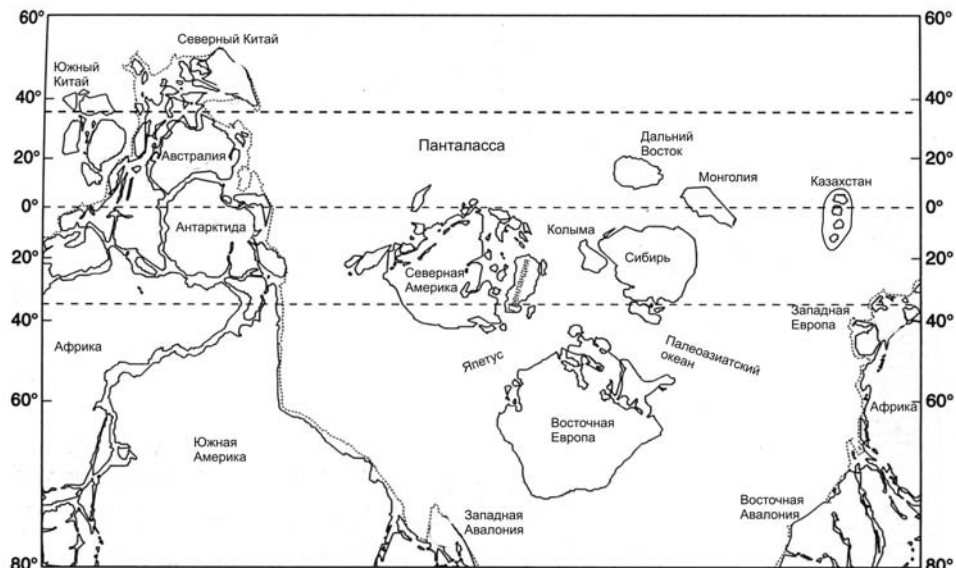 60°
60°
Северный Китай
Южный
Китай
40°
40°
Панталасса
Дальний
Восток
Австралия
20°
20°
Монголия
Казахстан
0°
0°
Антарктида
Колыма
Сибирь
20°
20°
Северная
Америка
Гренландия
Западная
Европа
40°
40°
Африка
Япетус
Палеоазиатский
океан
60°
60°
Африка
Восточная
Европа
Южная
Америка
Западная
Авалония
Восточная
Авалония
80°
80°